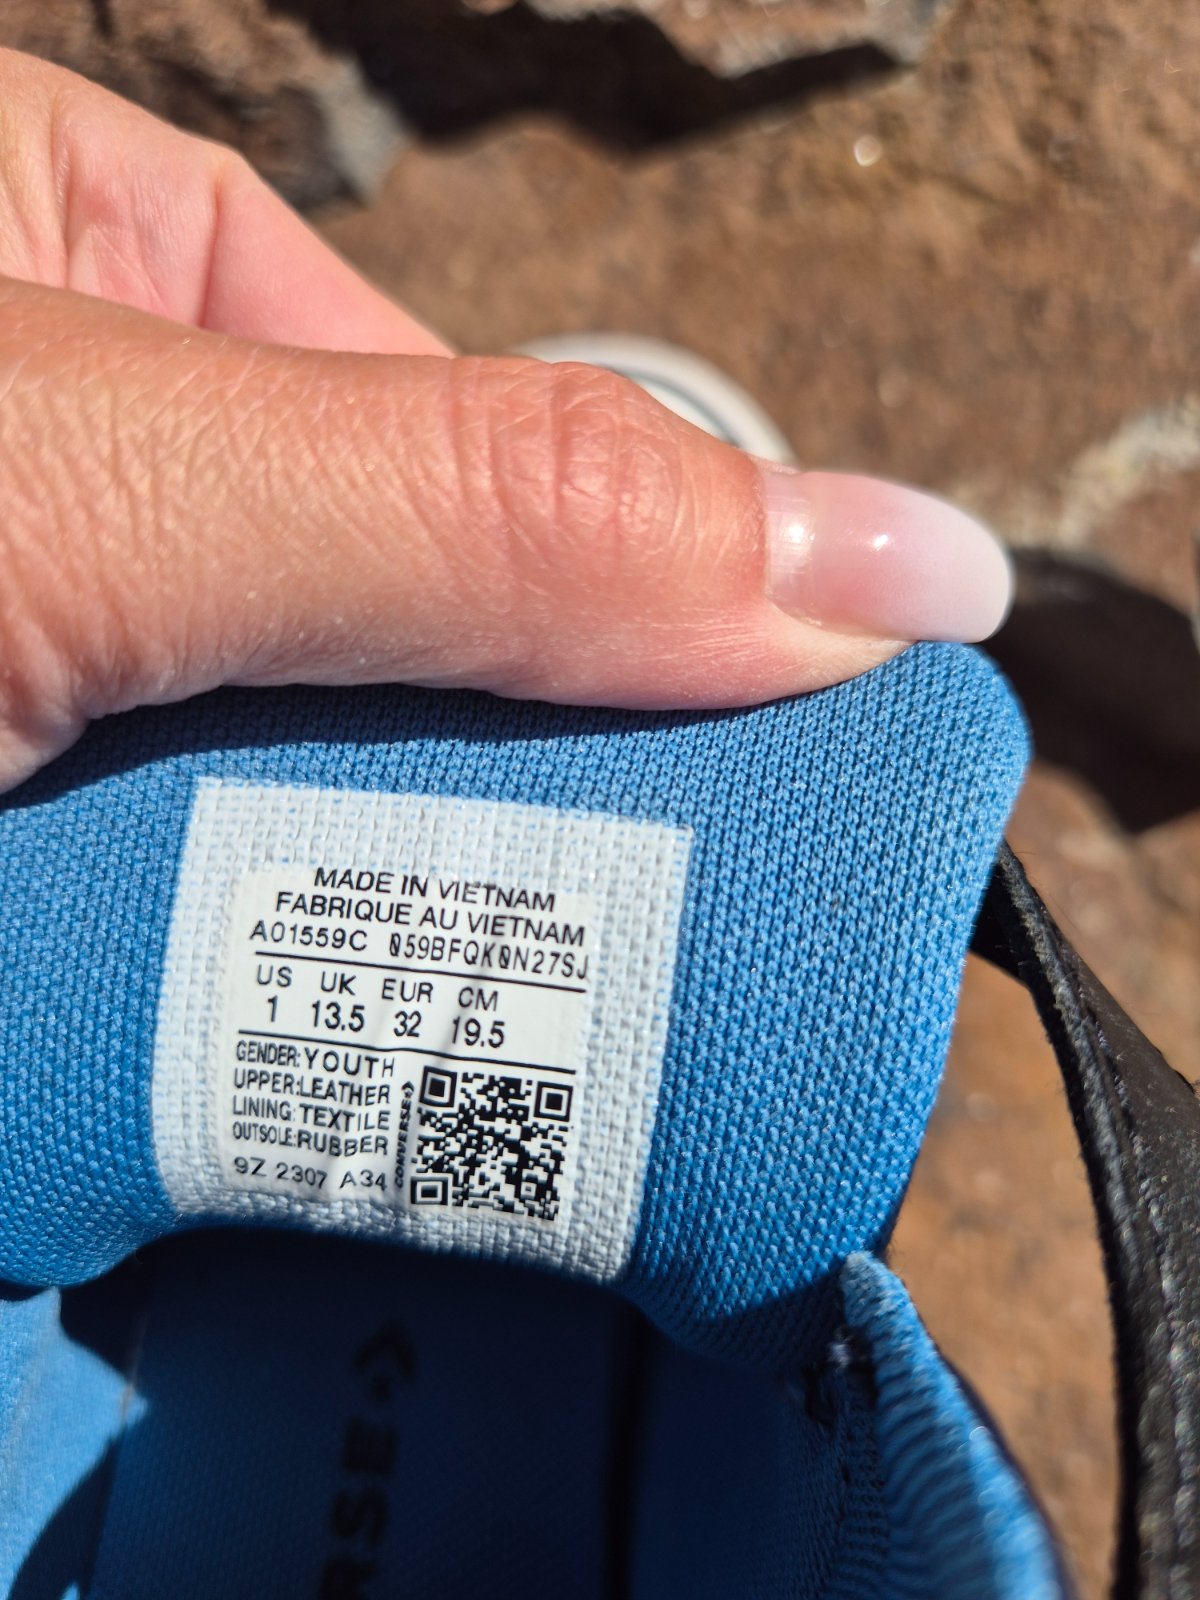 MADE IN VIETNAM
FABRIQUE AU VIETNAM
A01559C 059BFQK0N27SJ
US UK EUR CM
1 13.5 32 19.5
GENDER:YOUTH
UPPER:LEATHER
LINING:TEXTILE
OUTSOLE:RUBBER
9Z 2307 A34
CONVERSE